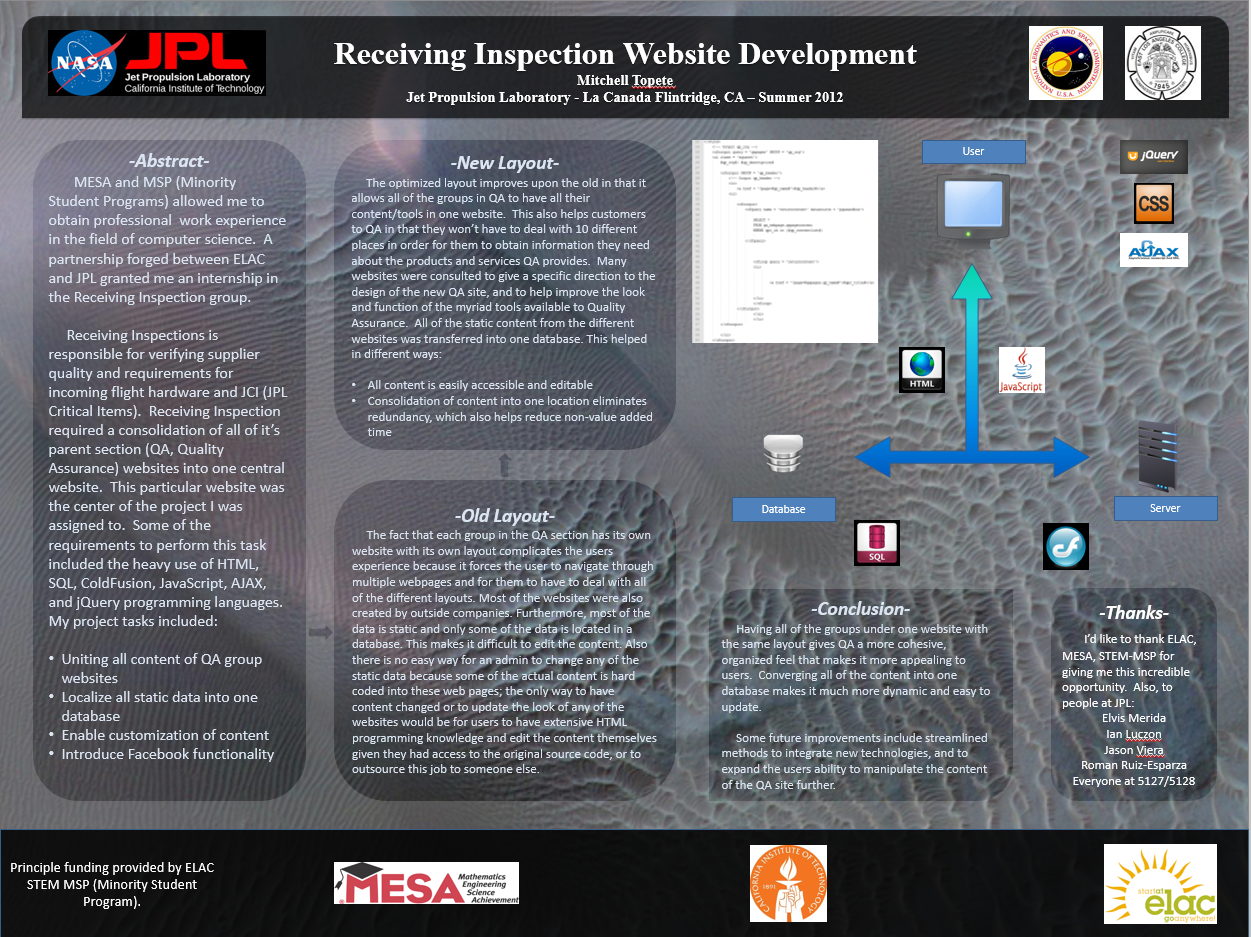 NASA
JPL
Jet Propulsion Laboratory
California Institute of Technology
Receiving Inspection Website Development
Mitchell Topete
Jet Propulsion Laboratory - La Canada Flintridge, CA – Summer 2012
NATIONAL AERONAUTICS AND SPACE ADMINISTRATION
U.S.A.
EAST LOS ANGELES COLLEGE
1945
-Abstract-
MESA and MSP (Minority
Student Programs) allowed me to
obtain professional work experience
in the field of computer science. A
partnership forged between ELAC
and JPL granted me an internship in
the Receiving Inspection group.
Receiving Inspections is
responsible for verifying supplier
quality and requirements for
incoming flight hardware and JCI (JPL
Critical Items). Receiving Inspection
required a consolidation of all of it's
parent section (QA, Quality
Assurance) websites into one central
website. This particular website was
the center of the project I was
assigned to. Some of the
requirements to perform this task
included the heavy use of HTML,
SQL, ColdFusion, JavaScript, AJAX,
and jQuery programming languages.
My project tasks included:
• Uniting all content of QA group
websites
• Localize all static data into one
database
• Enable customization of content
• Introduce Facebook functionality
-New Layout-
The optimized layout improves upon the old in that it
allows all of the groups in QA to have all their
content/tools in one website. This also helps customers
to QA in that they won't have to deal with 10 different
places in order for them to obtain information they need
about the products and services QA provides. Many
websites were consulted to give a specific direction to the
design of the new QA site, and to help improve the look
and function of the myriad tools available to Quality
Assurance. All of the static content from the different
websites was transferred into one database. This helped
in different ways:
• All content is easily accessible and editable
• Consolidation of content into one location eliminates
redundancy, which also helps reduce non-value added
time
-Old Layout-
The fact that each group in the QA section has its own
website with its own layout complicates the users
experience because it forces the user to navigate through
multiple webpages and for them to have to deal with all
of the different layouts. Most of the websites were also
created by outside companies. Furthermore, most of the
data is static and only some of the data is located in a
database. This makes it difficult to edit the content. Also
there is no easy way for an admin to change any of the
static data because some of the actual content is hard
coded into these web pages; the only way to have
content changed or to update the look of any of the
websites would be for users to have extensive HTML
programming knowledge and edit the content themselves
given they had access to the original source code, or to
outsource this job to someone else.
User
jQuery
CSS
AJAX
HTML
JavaScript
Database
Server
SQL
cf
-Conclusion-
Having all of the groups under one website with
the same layout gives QA a more cohesive,
organized feel that makes it more appealing to
users. Converging all of the content into one
database makes it much more dynamic and easy to
update.
Some future improvements include streamlined
methods to integrate new technologies, and to
expand the users ability to manipulate the content
of the QA site further.
-Thanks-
I'd like to thank ELAC,
MESA, STEM-MSP for
giving me this incredible
opportunity. Also, to
people at JPL:
Elvis Merida
Ian Luczon
Jason Viera
Roman Ruiz-Esparza
Everyone at 5127/5128
Principle funding provided by ELAC
STEM MSP (Minority Student
Program).
MESA
Mathematics
Engineering
Science
Achievement
CALIFORNIA INSTITUTE OF TECHNOLOGY
1891
start at
elac
go anywhere!